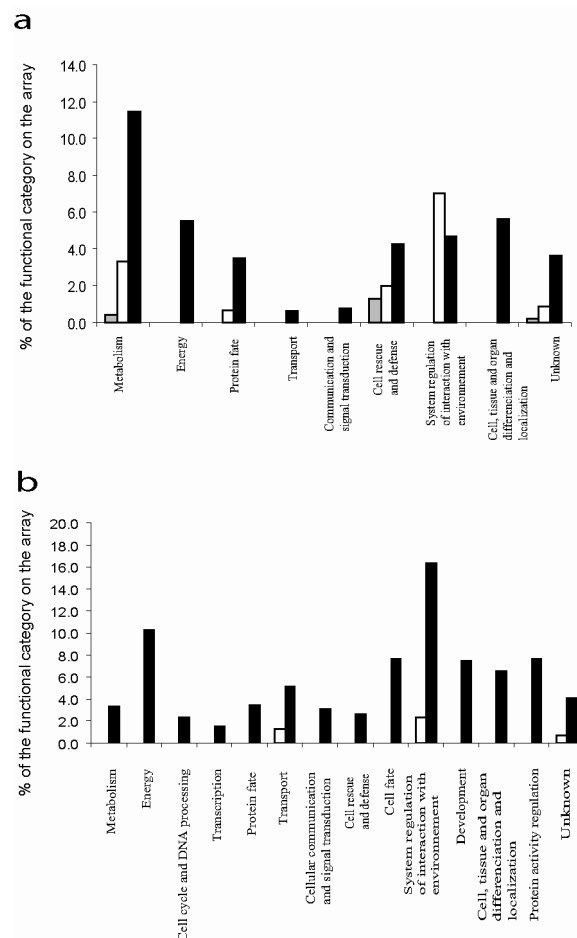 a
% of the functional category on the array
14.0
12.0
10.0
8.0
6.0
4.0
2.0
0.0
Metabolism
Energy
Protein fate
Transport
Communication and
signal transduction
Cell rescue
and defense
System regulation
of interaction with
environnement
Cell, tissue and organ
differenciation and
localization
Unknown
b
% of the functional category on the array
20.0
18.0
16.0
14.0
12.0
10.0
8.0
6.0
4.0
2.0
0.0
Metabolism
Energy
Cell cycle and DNA processing
Transcription
Protein fate
Transport
Cellular communication
and signal transduction
Cell rescue
and defense
Cell fate
System regulation
of interaction with
environnement
Development
Cell, tissue and organ
differenciation and
localization
Protein activity regulation
Unknown